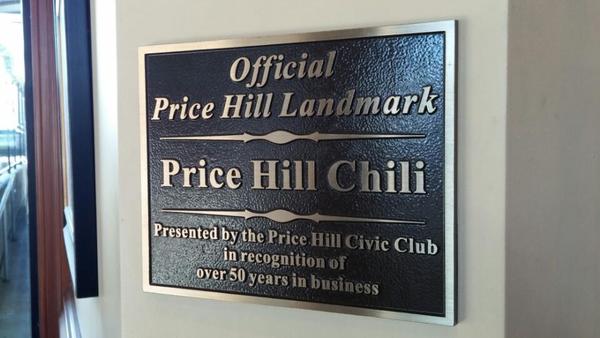 Official
Price Hill Landmark
Price Hill Chili
Presented by the Price Hill Civic Club
in recognition of
over 50 years in business